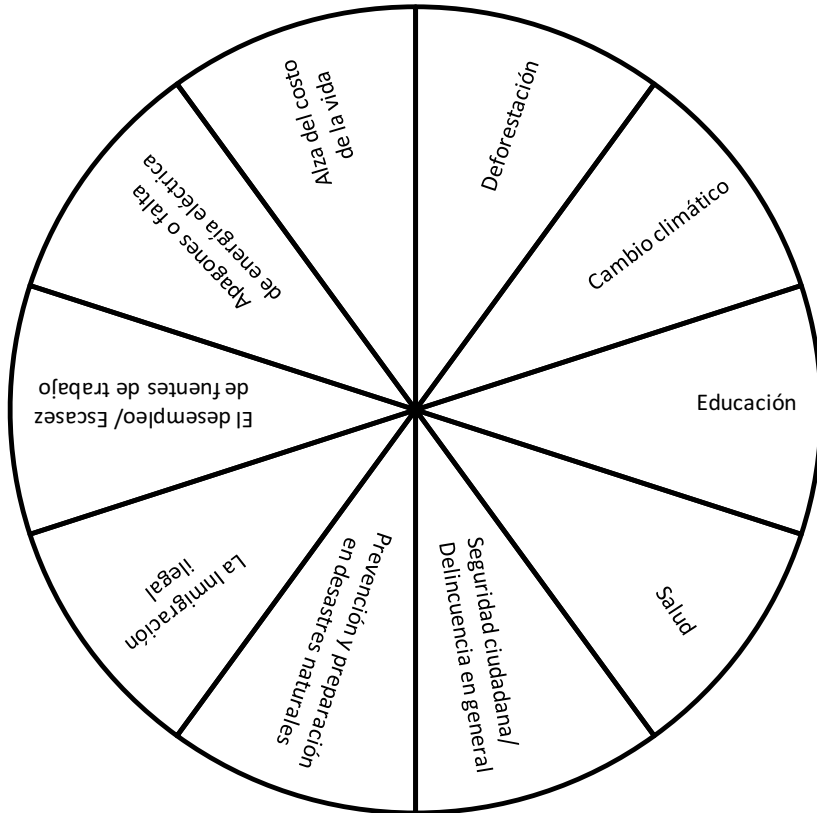 Deforestación
Cambio climático
Educación
Salud
Seguridad ciudadana/
Delincuencia en general
Prevención y preparación
en desastres naturales
La Inmigración
ilegal
El desempleo/ Escasez
de fuentes de trabajo
Apagones o falta
de energía eléctrica
Alza del costo
de la vida